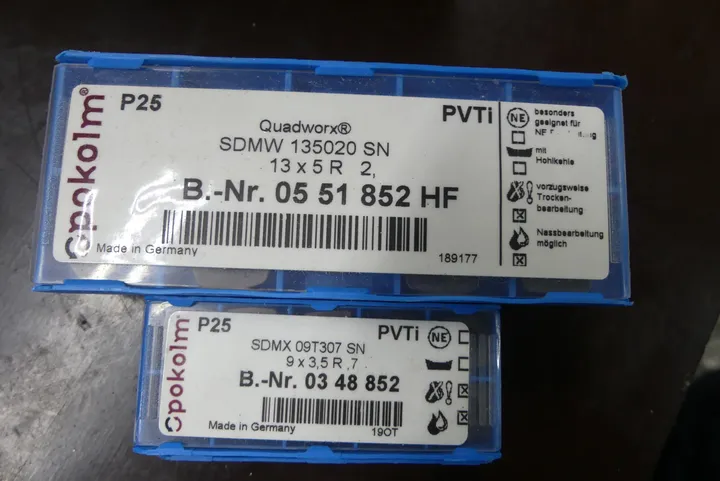 pokolm®
P25
PVTi
Quadworx®
SDMW 135020 SN
13 x 5 R 2,
B.-Nr. 05 51 852 HF
Made in Germany
189177
NE
besonders
geeignet für
mit
Hohlkehle
vorzugsweise
Trocken-
bearbeitung
Nassbearbeitung
möglich
pokolm
P25
PVTi
NE
SDMX 09T307 SN
9 x 3,5 R ,7
B.-Nr. 03 48 852
Made in Germany
19OT